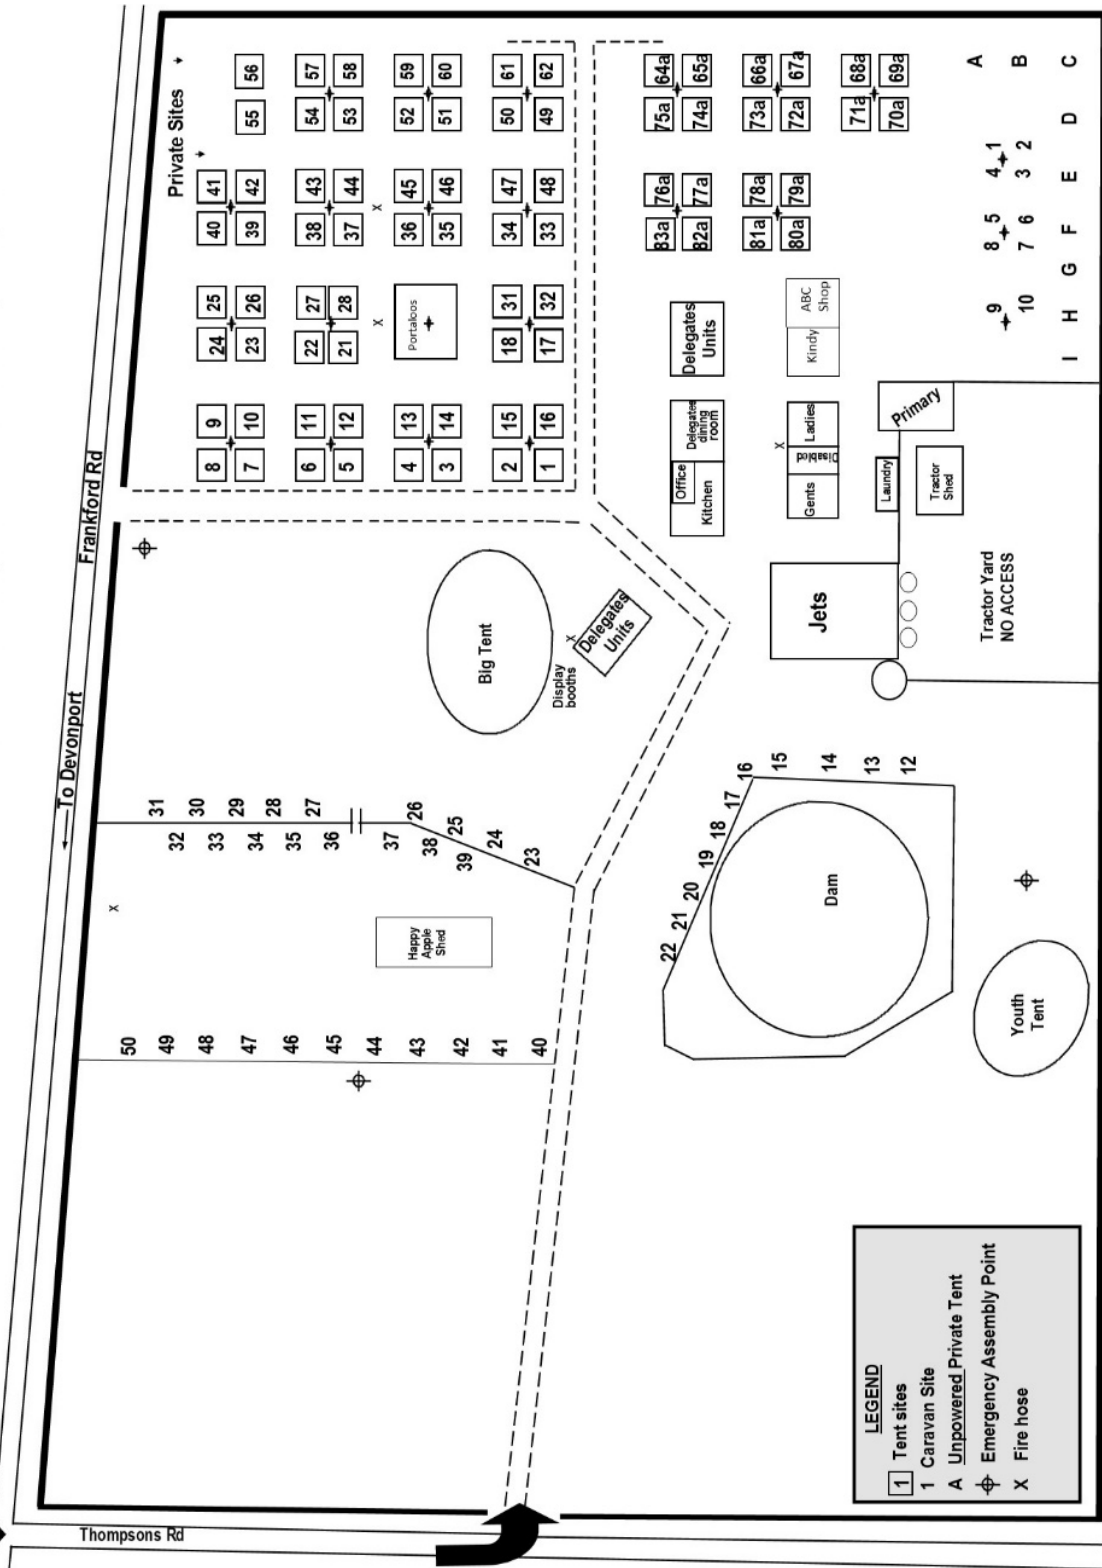 Thompsons Rd
To Devonport
Frankford Rd
Private Sites
8 9 24 25 40 41
7 10 23 26 39 42 55 56
6 11 22 27 38 43 54 57
5 12 21 28 37 44 53 58
X X X
4 13 Portaloos 36 45 52 59
3 14 35 46 51 60
2 15 18 31 34 47 50 61
1 16 17 32 33 48 49 62
50
49
48
47
46
45
44
43
42
41
40
X
31
32
30
33
29
34
28
35
27
36
37
26
38
25
39
24
23
Happy
Apple
Shed
Big Tent
Display
booths
X
Delegates
Units
83a 76a 75a 64a
82a 77a 74a 65a
81a 78a 73a 66a
80a 79a 72a 67a
71a 68a
70a 69a
Office
Kitchen
Delegates
dining
room
Delegates
Units
X
Gents
Disabled
Ladies
Kindy
ABC
Shop
Laundry
Primary
Tractor
Shed
Jets
Tractor Yard
NO ACCESS
22
21
20
19
18
17
16
15
14
13
12
Dam
Youth
Tent
9
10
8 5
7 6
4 1
3 2
A
B
I H G F E D C
LEGEND
1 Tent sites
1 Caravan Site
A Unpowered Private Tent
Emergency Assembly Point
X Fire hose